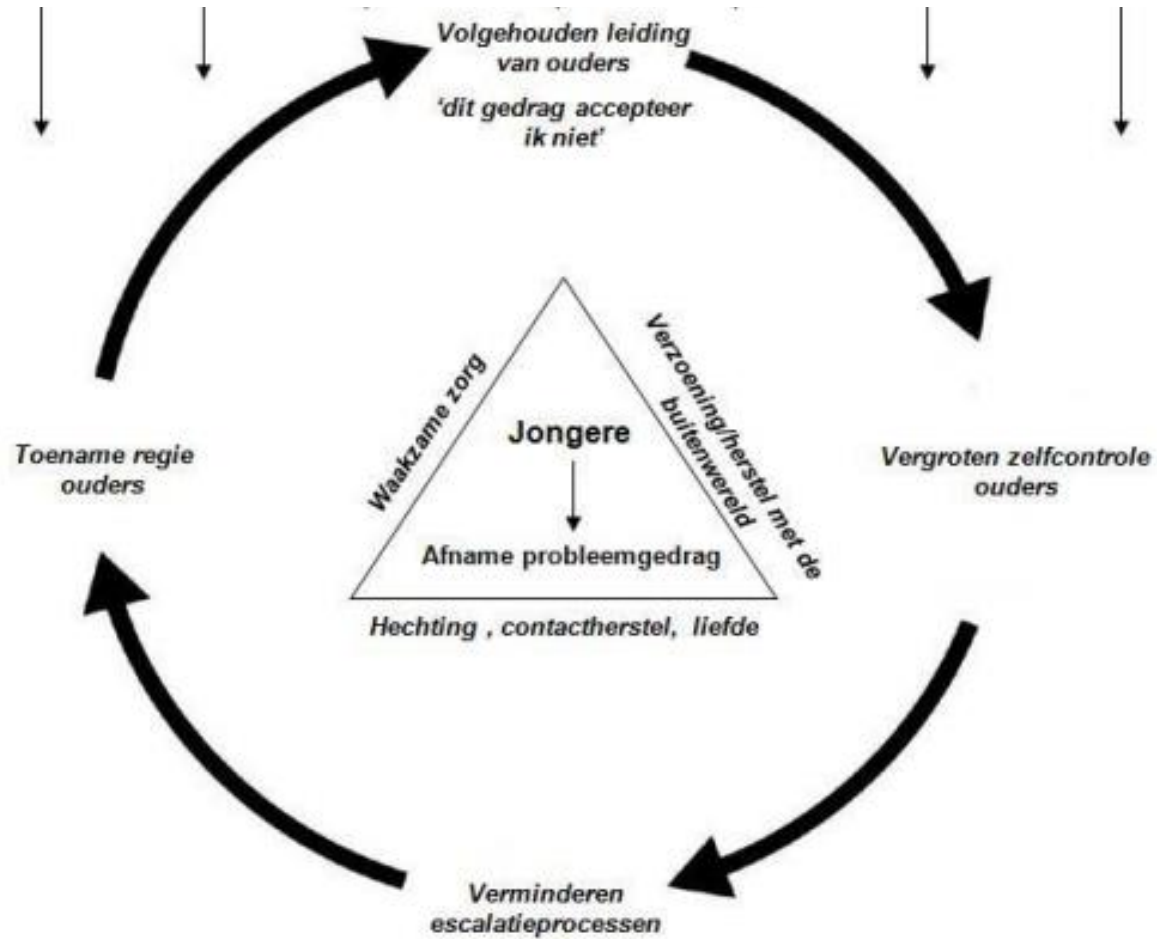 Volgehouden leiding
van ouders
'dit gedrag accepteer
ik niet'
Waakzame zorg
Verzoening/herstel met de
buitenwereld
Jongere
Toename regie
ouders
Vergroten zelfcontrole
ouders
Afname probleemgedrag
Hechting , contactherstel, liefde
Verminderen
escalatieprocessen